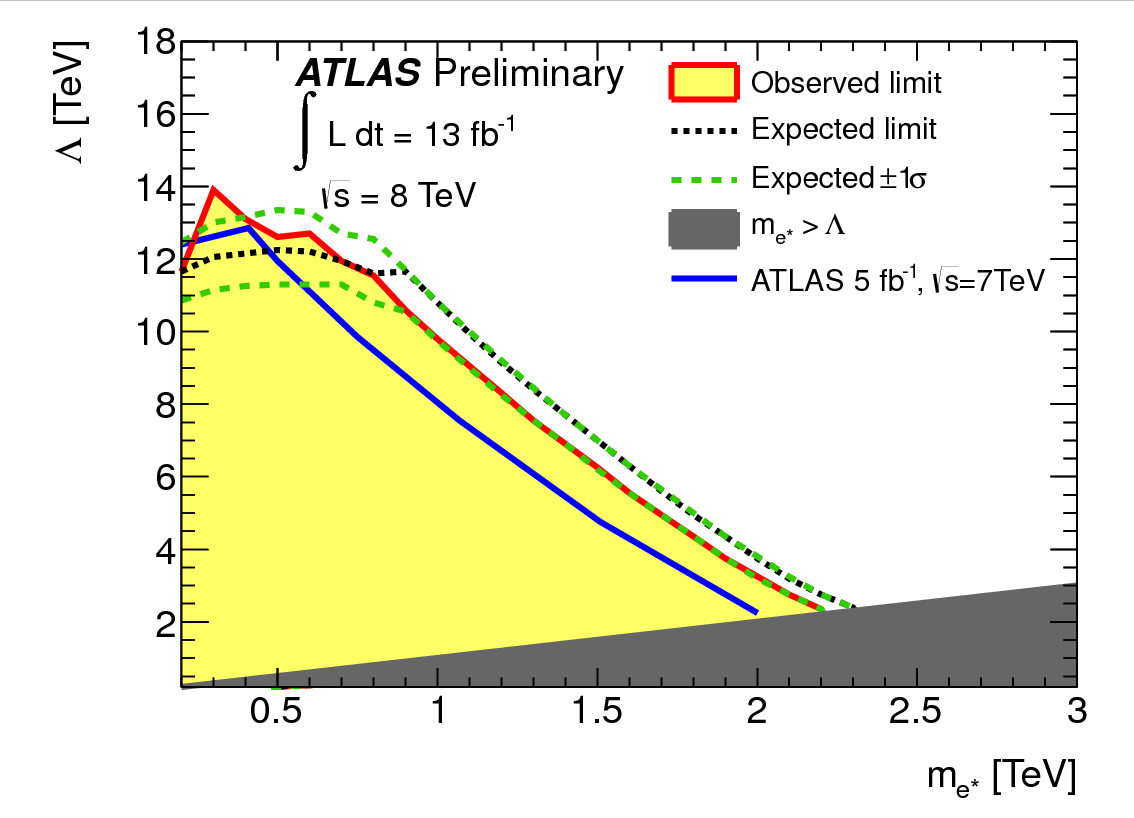 Λ [TeV]
18
16
14
12
10
8
6
4
2
ATLAS Preliminary
∫ L dt = 13 fb⁻¹
√s = 8 TeV
Observed limit
Expected limit
Expected ±1σ
mₑ* > Λ
ATLAS 5 fb⁻¹, √s=7TeV
0.5 1 1.5 2 2.5 3
mₑ* [TeV]